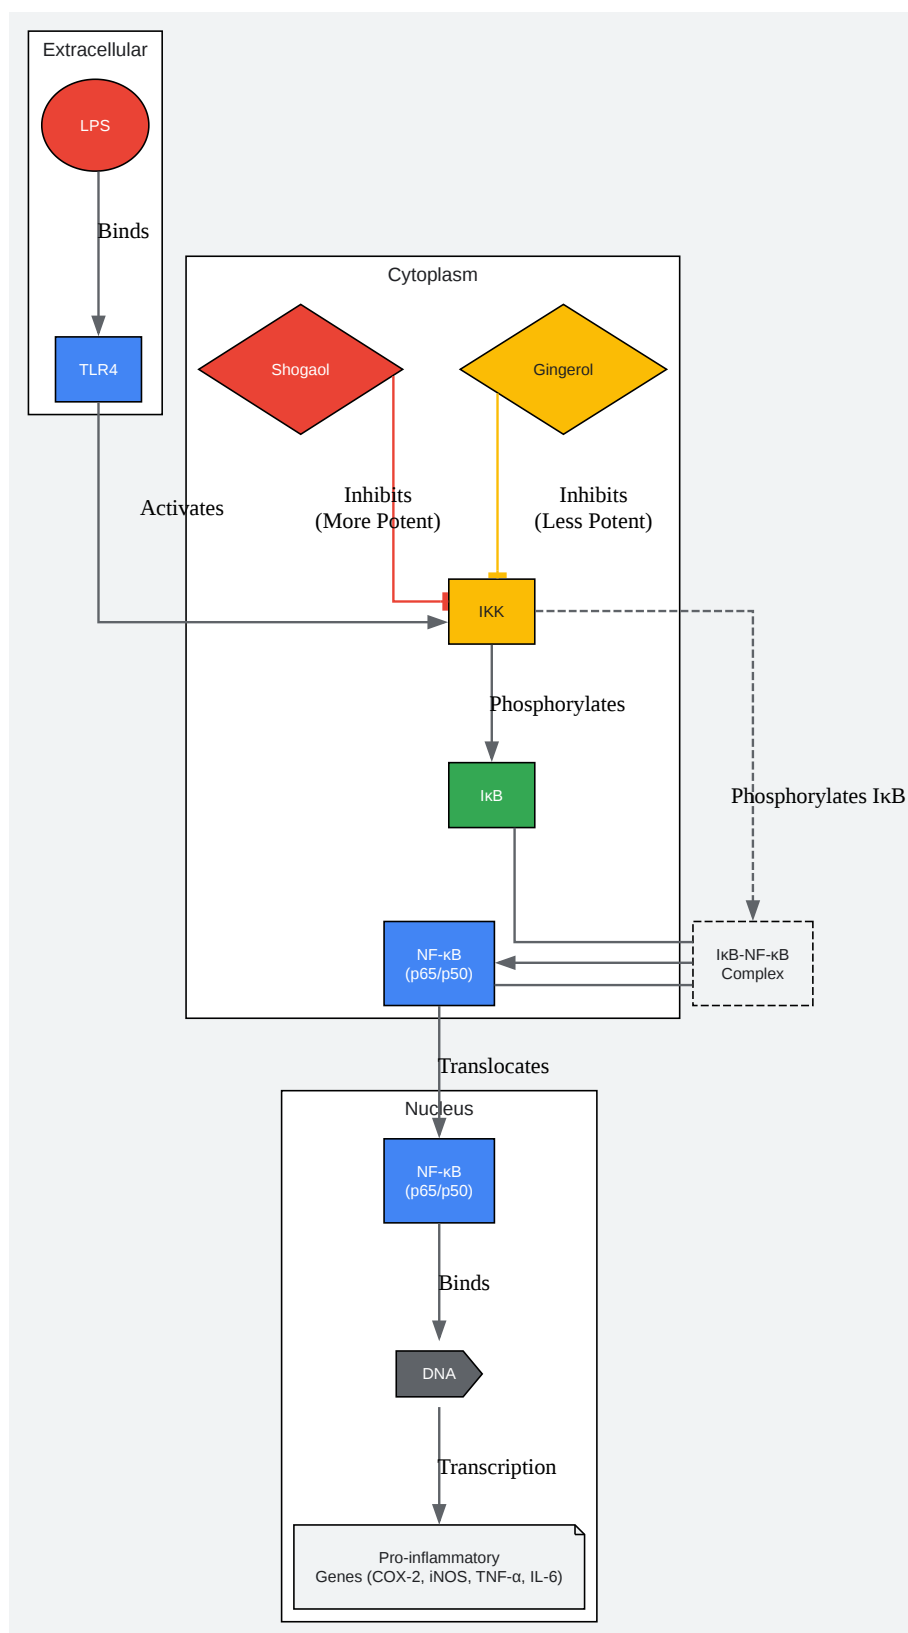 Extracellular
LPS
Binds
TLR4
Activates
Cytoplasm
Shogaol
Gingerol
Inhibits
(More Potent)
Inhibits
(Less Potent)
IKK
Phosphorylates
IκB
Phosphorylates IκB
NF-κB
(p65/p50)
IκB-NF-κB
Complex
Translocates
Nucleus
NF-κB
(p65/p50)
Binds
DNA
Transcription
Pro-inflammatory
Genes (COX-2, iNOS, TNF-α, IL-6)